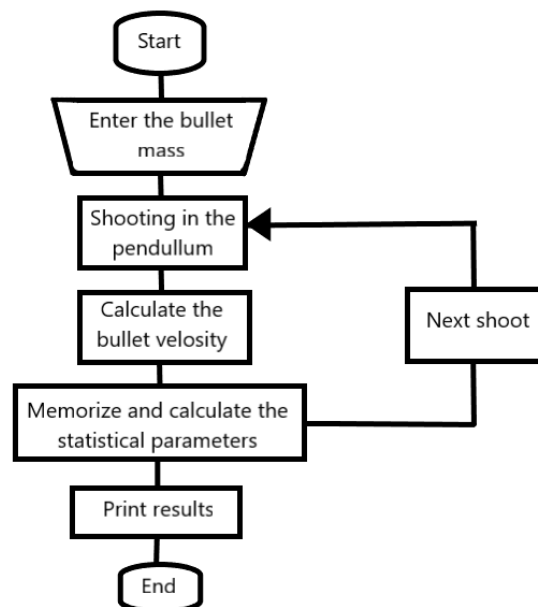 Start
Enter the bullet
mass
Shooting in the
pendullum
Calculate the
bullet velosity
Next shoot
Memorize and calculate the
statistical parameters
Print results
End